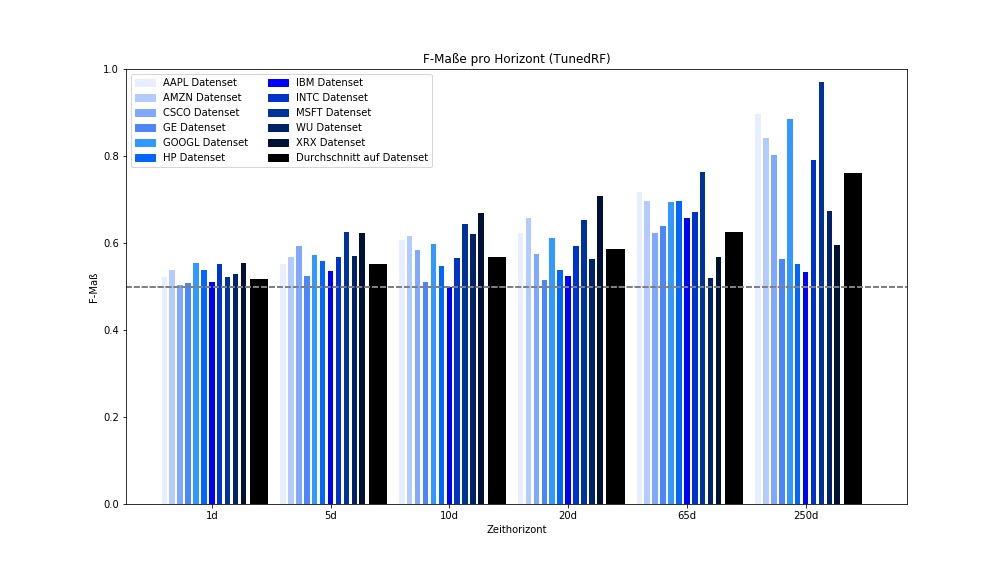 F-Maße pro Horizont (TunedRF)
1.0
0.8
0.6
0.4
0.2
0.0
F-Maß
AAPL Datenset
AMZN Datenset
CSCO Datenset
GE Datenset
GOOGL Datenset
HP Datenset
IBM Datenset
INTC Datenset
MSFT Datenset
WU Datenset
XRX Datenset
Durchschnitt auf Datenset
1d 5d 10d 20d 65d 250d
Zeithorizont